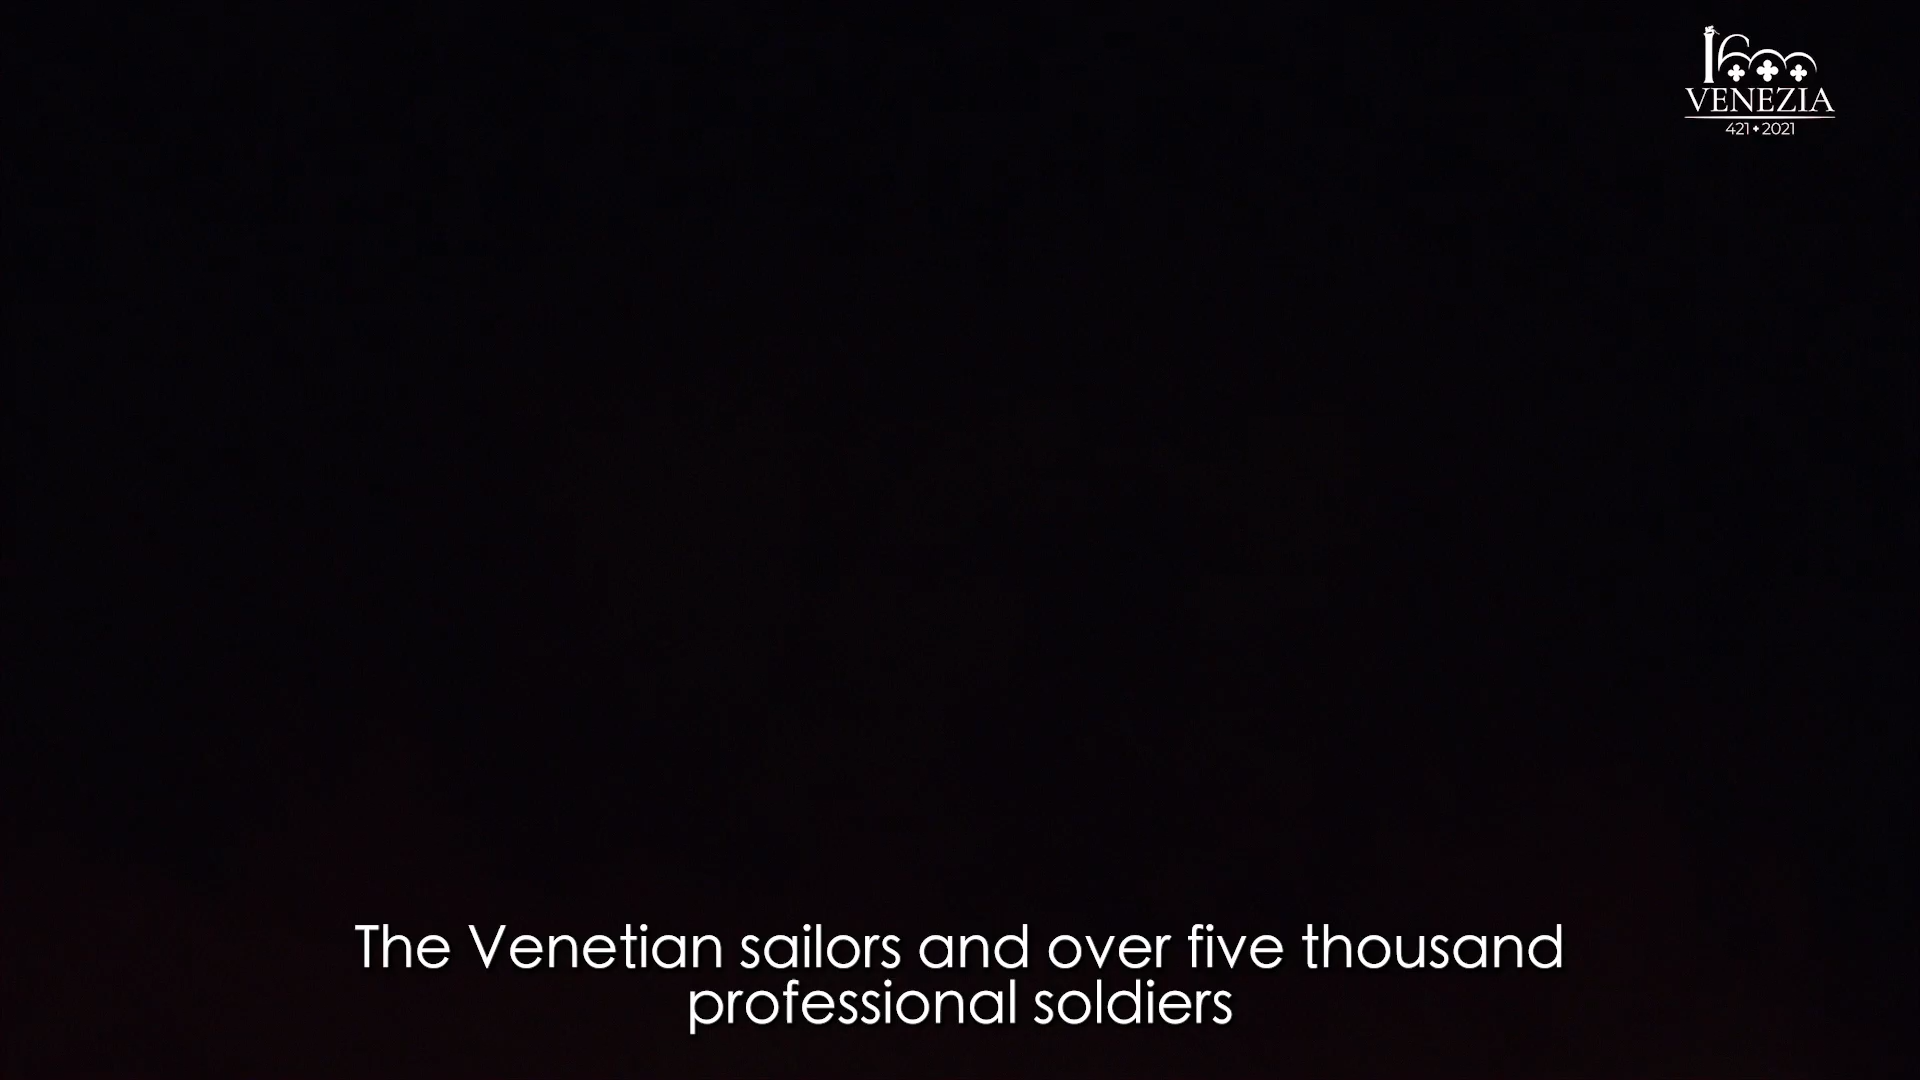 1600
VENEZIA
421 + 2021
The Venetian sailors and over five thousand
professional soldiers